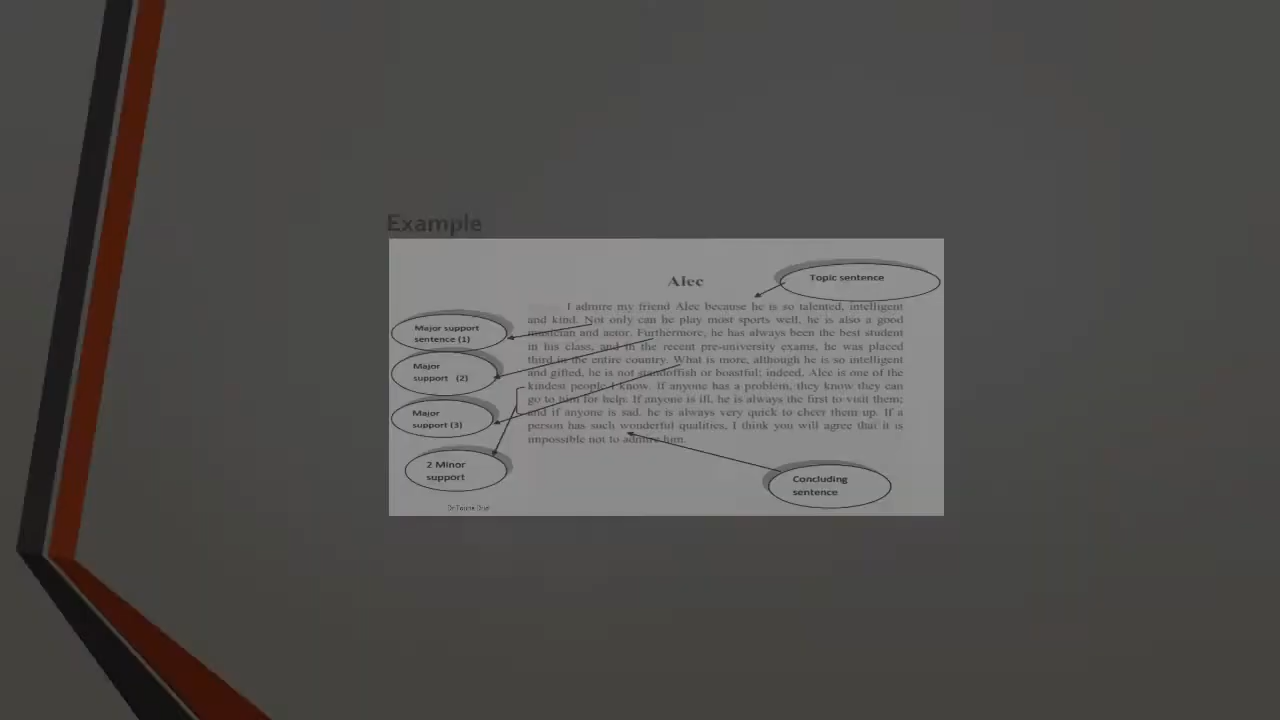 Example
Alec
Topic sentence
I admire my friend Alec because he is so talented, intelligent
and kind. Not only can he play most sports well, he is also a good
musician and actor. Furthermore, he has always been the best student
in his class, and in the recent pre-university exams, he was placed
third in the entire country. What is more, although he is so intelligent
and gifted, he is not standoffish or boastful; indeed, Alec is one of the
kindest people I know. If anyone has a problem, they know they can
go to him for help. If anyone is ill, he is always the first to visit them;
and if anyone is sad, he is always very quick to cheer them up. If a
person has such wonderful qualities, I think you will agree that it is
impossible not to admire him.
Major support
sentence (1)
Major
support (2)
Major
support (3)
2 Minor
support
Concluding
sentence
Dr.